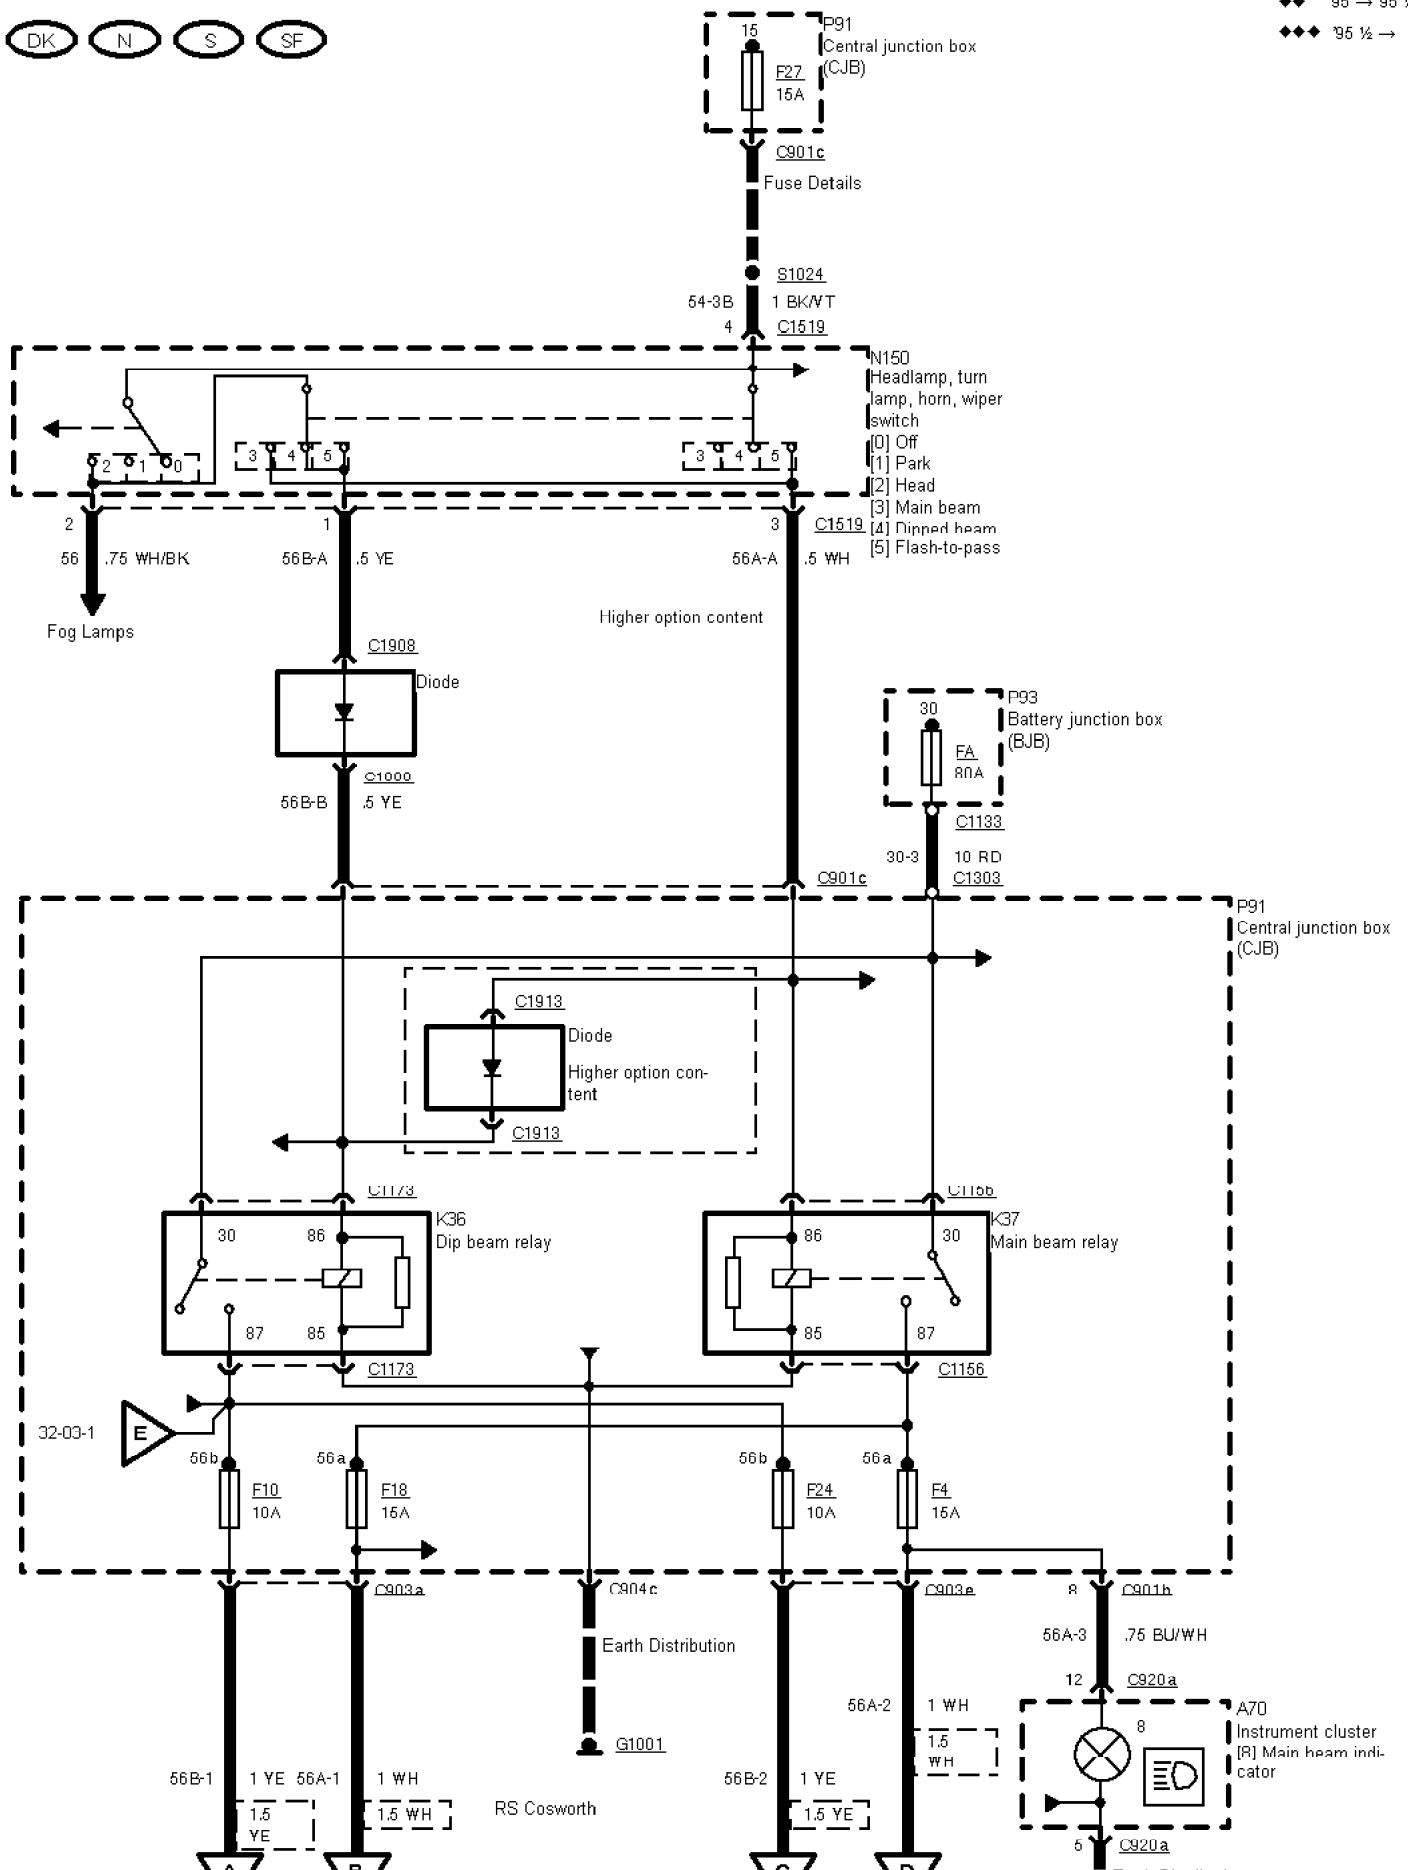 DK N S SF
◆◆ '95 → 95 ½
◆◆◆ '95 ½ →
15
P91
Central junction box
(CJB)
F27
15A
C901c
Fuse Details
S1024
54-3B 1 BK/VT
4 C1519
N150
Headlamp, turn
lamp, horn, wiper
switch
[0] Off
[1] Park
[2] Head
[3] Main beam
[4] Dipped beam
[5] Flash-to-pass
2 1 0
3 4 5
3 4 5
2 1 3 C1519
56 .75 WH/BK
56B-A .5 YE
56A-A .5 WH
Fog Lamps
Higher option content
C1908
Diode
P93
Battery junction box
(BJB)
30
FA
80A
56B-B .5 YE
C1133
30-3 10 RD
C901c C1303
P91
Central junction box
(CJB)
C1913
Diode
Higher option con-
tent
C1913
C1173 C1156
K36
Dip beam relay
30 86
87 85
K37
Main beam relay
86 30
85 87
C1173 C1156
32-03-1 E
56b 56a 56b 56a
F10
10A
F18
15A
F24
10A
F4
15A
C903a C904c C903e 8 C901b
Earth Distribution
56A-3 .75 BU/WH
12 C920a
56A-2 1 WH
1.5
WH
A70
Instrument cluster
[8] Main beam indi-
cator
8
G1001
56B-1 1 YE
1.5
YE
56A-1 1 WH
1.5 WH
RS Cosworth
56B-2 1 YE
1.5 YE
5 C920a
A B C D